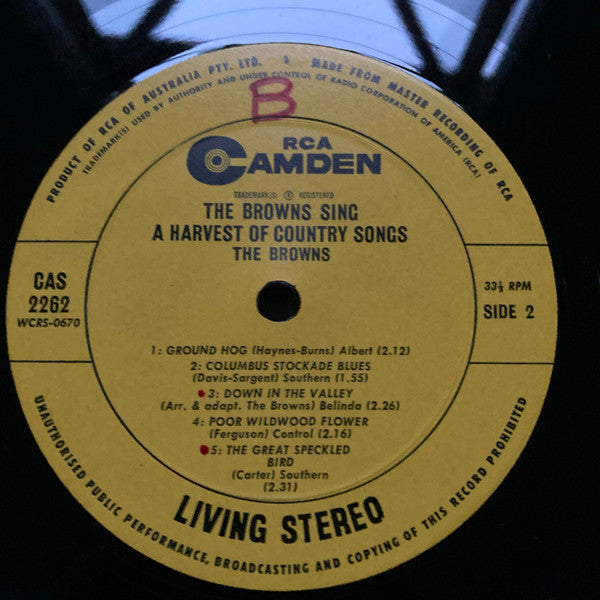 PRODUCT OF RCA OF AUSTRALIA PTY. LTD. MADE FROM MASTER RECORDING OF RCA
TRADEMARK(S) USED BY AUTHORITY AND UNDER CONTROL OF RADIO CORPORATION OF AMERICA (RCA)
B
RCA
CAMDEN
TRADEMARK(S) ® REGISTERED
THE BROWNS SING
A HARVEST OF COUNTRY SONGS
THE BROWNS
CAS
2262
WCRS-0670
33⅓ RPM
SIDE 2
1: GROUND HOG (Haynes-Burns) Albert (2.12)
2: COLUMBUS STOCKADE BLUES
(Davis-Sargent) Southern (1.55)
3: DOWN IN THE VALLEY
(Arr. & adapt. The Browns) Belinda (2.26)
4: POOR WILDWOOD FLOWER
(Ferguson) Control (2.16)
5: THE GREAT SPECKLED
BIRD
(Carter) Southern
(2.31)
LIVING STEREO
UNAUTHORISED PUBLIC PERFORMANCE, BROADCASTING AND COPYING OF THIS RECORD PROHIBITED